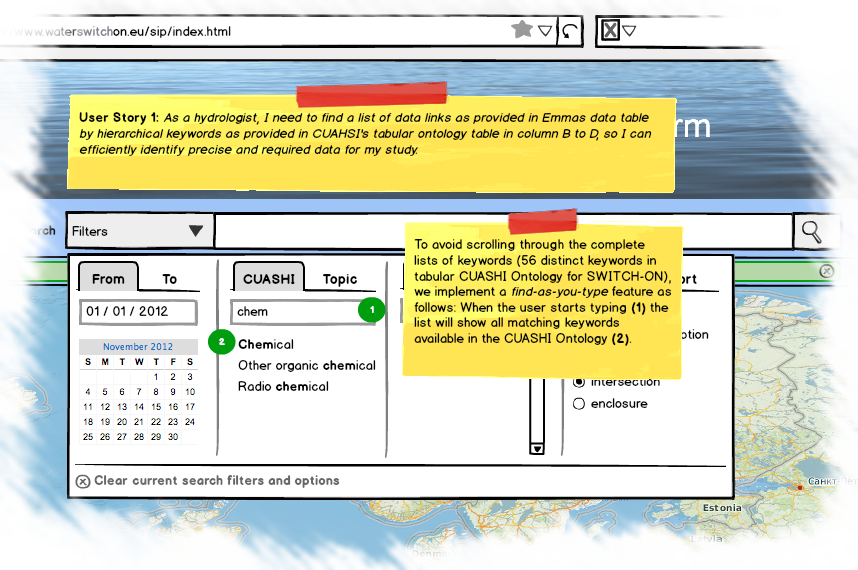 www.waterswitchon.eu/sip/index.html
User Story 1: As a hydrologist, I need to find a list of data links as provided in Emmas data table
by hierarchical keywords as provided in CUAHSI's tabular ontology table in column B to D, so I can
efficiently identify precise and required data for my study.
rm
rch
Filters
From
To
CUASHI
Topic
ort
01 / 01 / 2012
chem
1
2
November 2012
S M T W T F S
1 2 3
4 5 6 7 8 9 10
11 12 13 14 15 16 17
18 19 20 21 22 23 24
25 26 27 28 29 30
Chemical
Other organic chemical
Radio chemical
To avoid scrolling through the complete
lists of keywords (56 distinct keywords in
tabular CUASHI Ontology for SWITCH-ON),
we implement a find-as-you-type feature as
follows: When the user starts typing (1) the
list will show all matching keywords
available in the CUASHI Ontology (2).
ption
intersection
enclosure
Clear current search filters and options
Санкт-Пет
Estonia
Latvija
Denmark